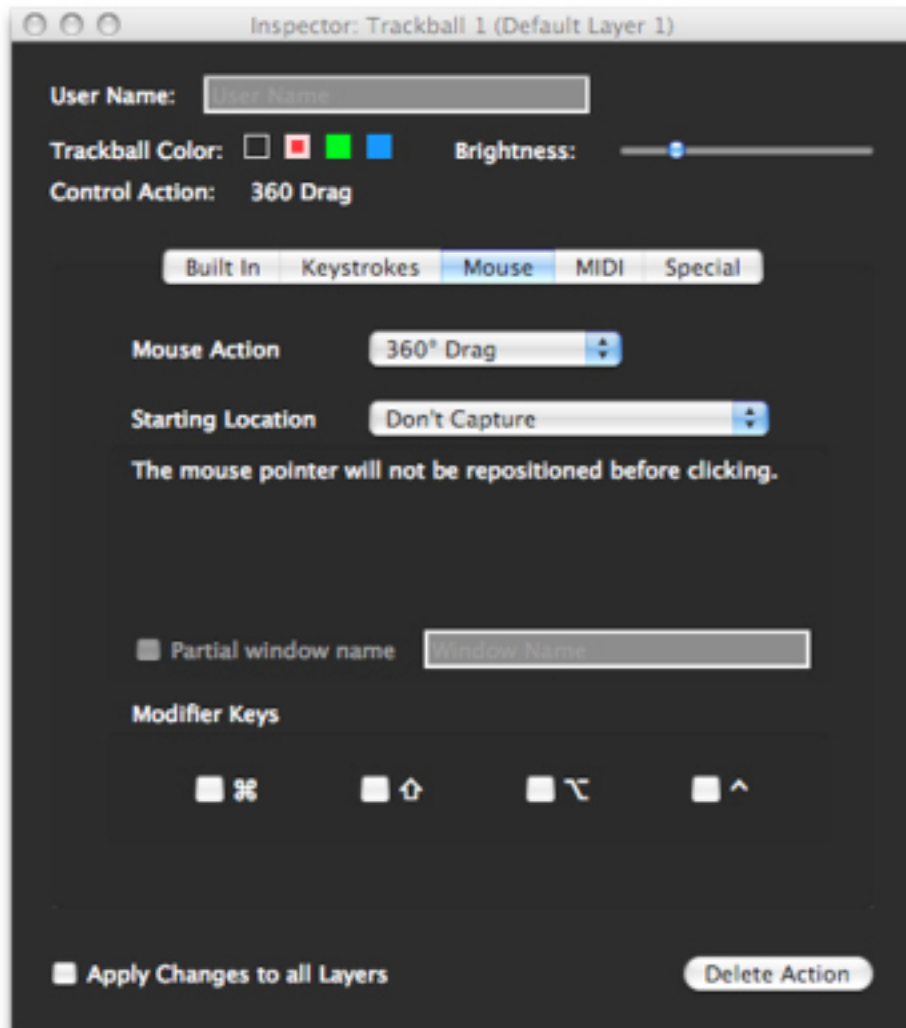 Inspector: Trackball 1 (Default Layer 1)
User Name: User Name
Trackball Color: Brightness:
Control Action: 360 Drag
Built In Keystrokes Mouse MIDI Special
Mouse Action 360° Drag
Starting Location Don't Capture
The mouse pointer will not be repositioned before clicking.
Partial window name Window Name
Modifier Keys
⌘ ⇧ ⌥ ^
Apply Changes to all Layers Delete Action